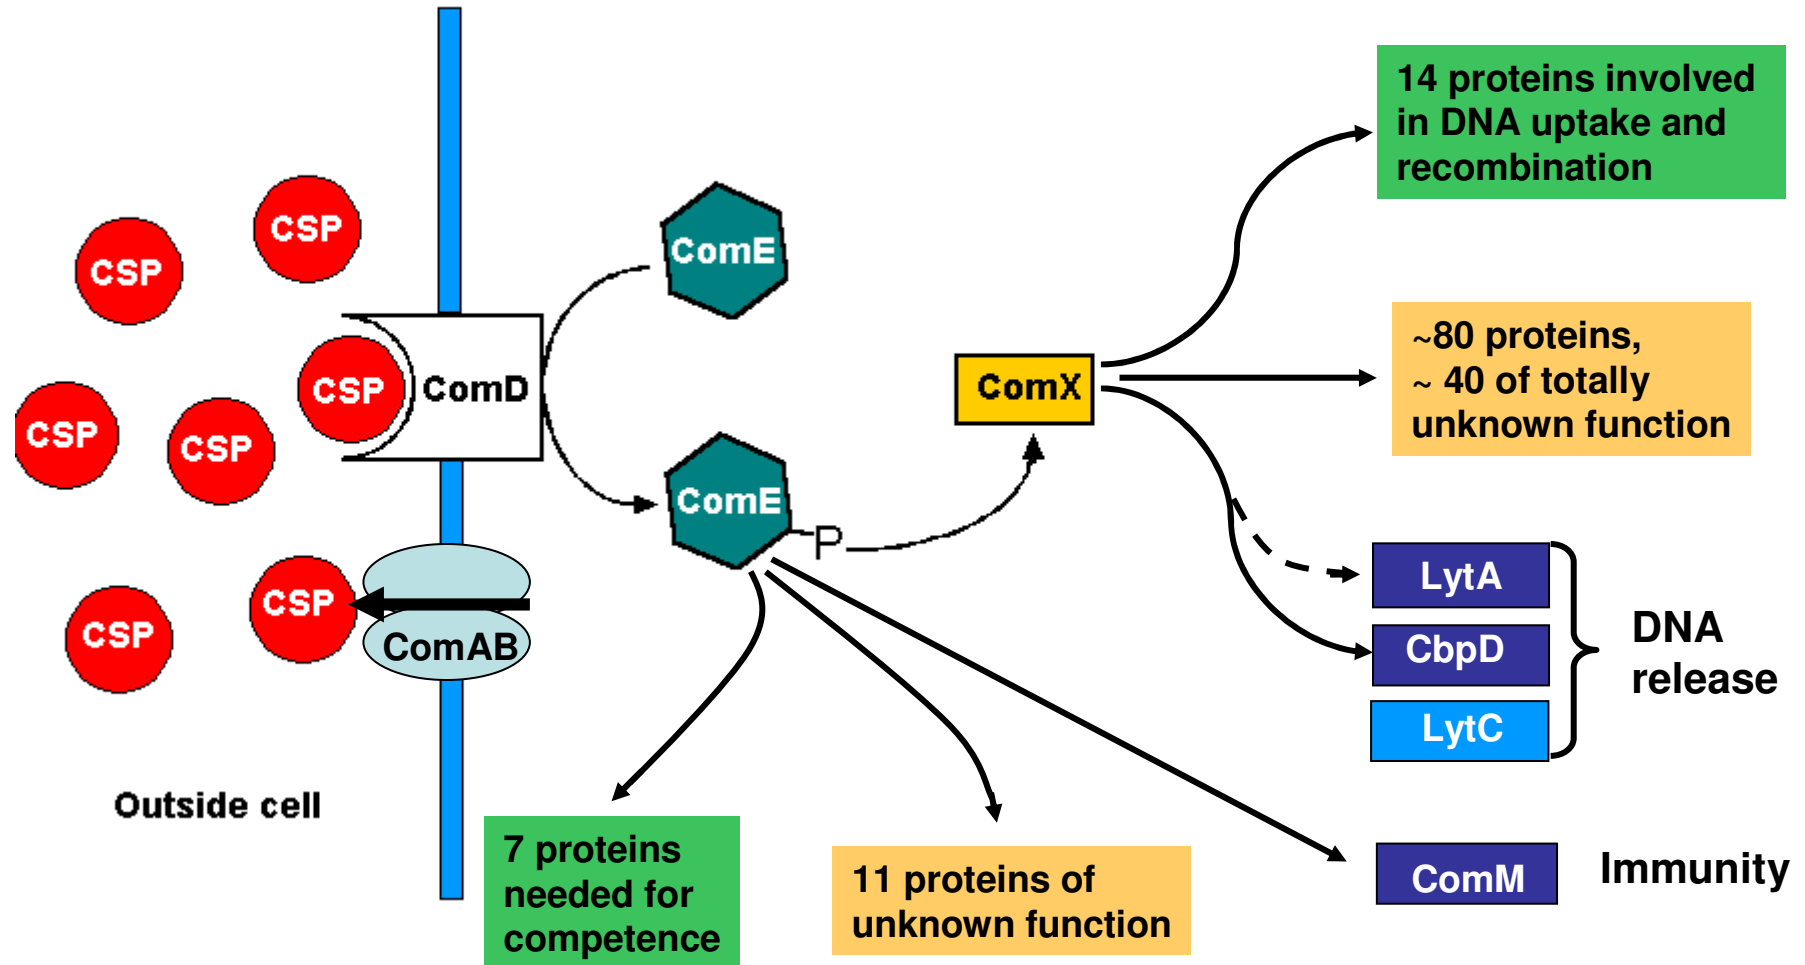 CSP
CSP
CSP
CSP
CSP
CSP
CSP
ComD
ComE
ComE
P
ComAB
Outside cell
ComX
14 proteins involved
in DNA uptake and
recombination
~80 proteins,
~ 40 of totally
unknown function
LytA
CbpD
LytC
DNA
release
7 proteins
needed for
competence
11 proteins of
unknown function
ComM
Immunity